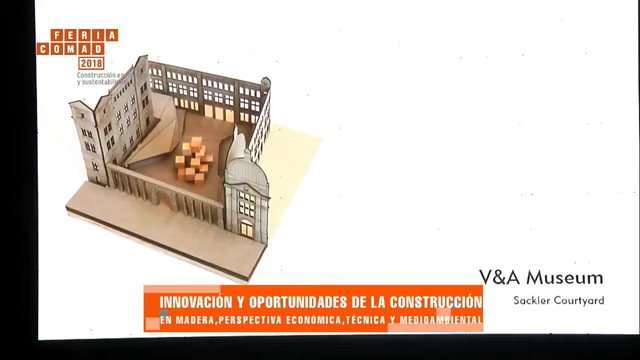 FERIA
COMAD
2018
Construcción en
y sustentabili
V&A Museum
Sackler Courtyard
INNOVACIÓN Y OPORTUNIDADES DE LA CONSTRUCCIÓN
EN MADERA,PERSPECTIVA ECONÓMICA,TÉCNICA Y MEDIOAMBIENTAL